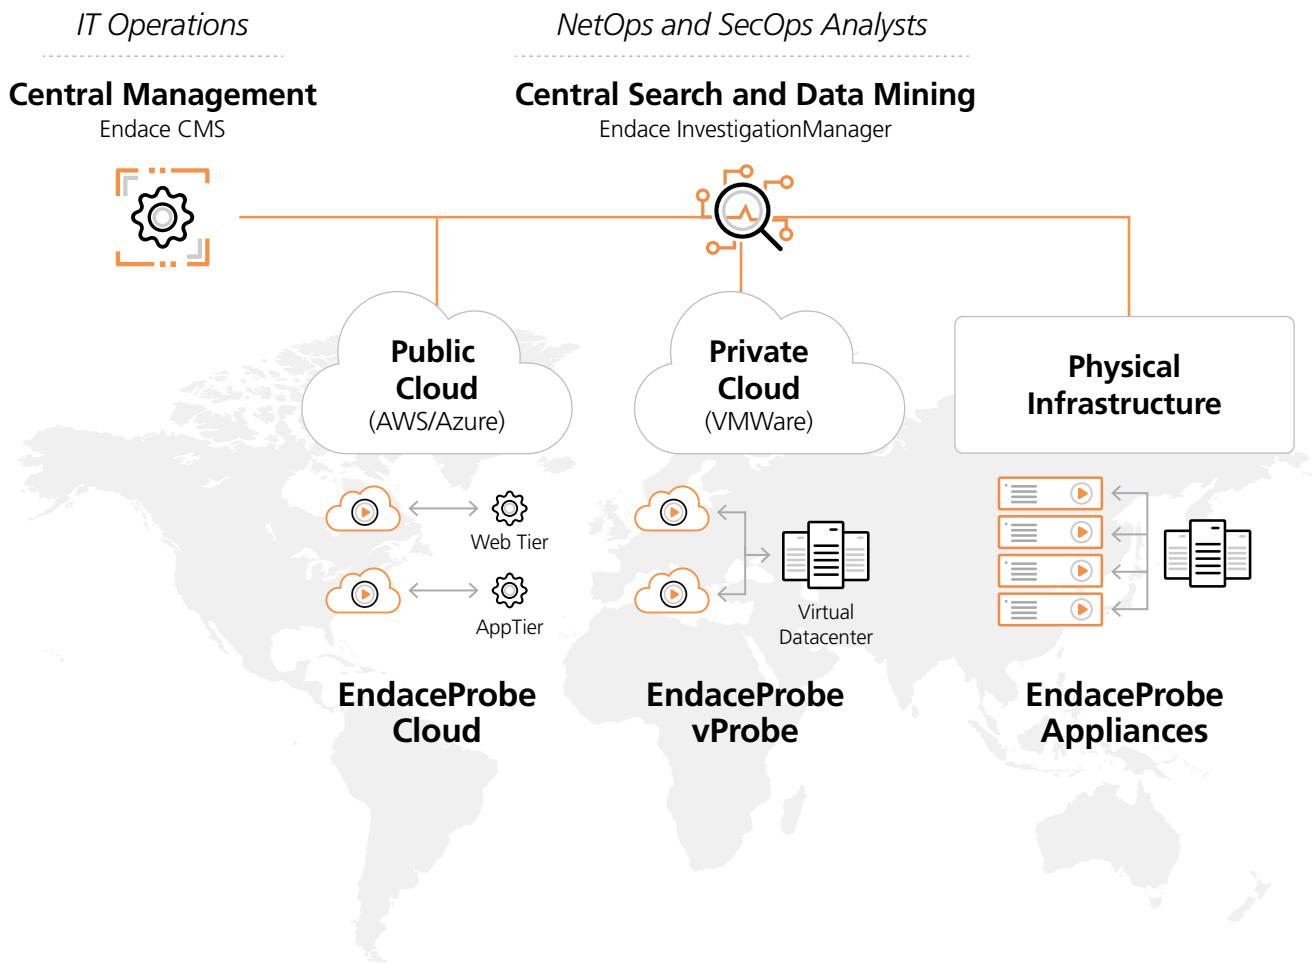 IT Operations
NetOps and SecOps Analysts
Central Management
Endace CMS
Central Search and Data Mining
Endace InvestigationManager
Public
Cloud
(AWS/Azure)
Private
Cloud
(VMWare)
Physical
Infrastructure
Web Tier
AppTier
Virtual
Datacenter
EndaceProbe
Cloud
EndaceProbe
vProbe
EndaceProbe
Appliances